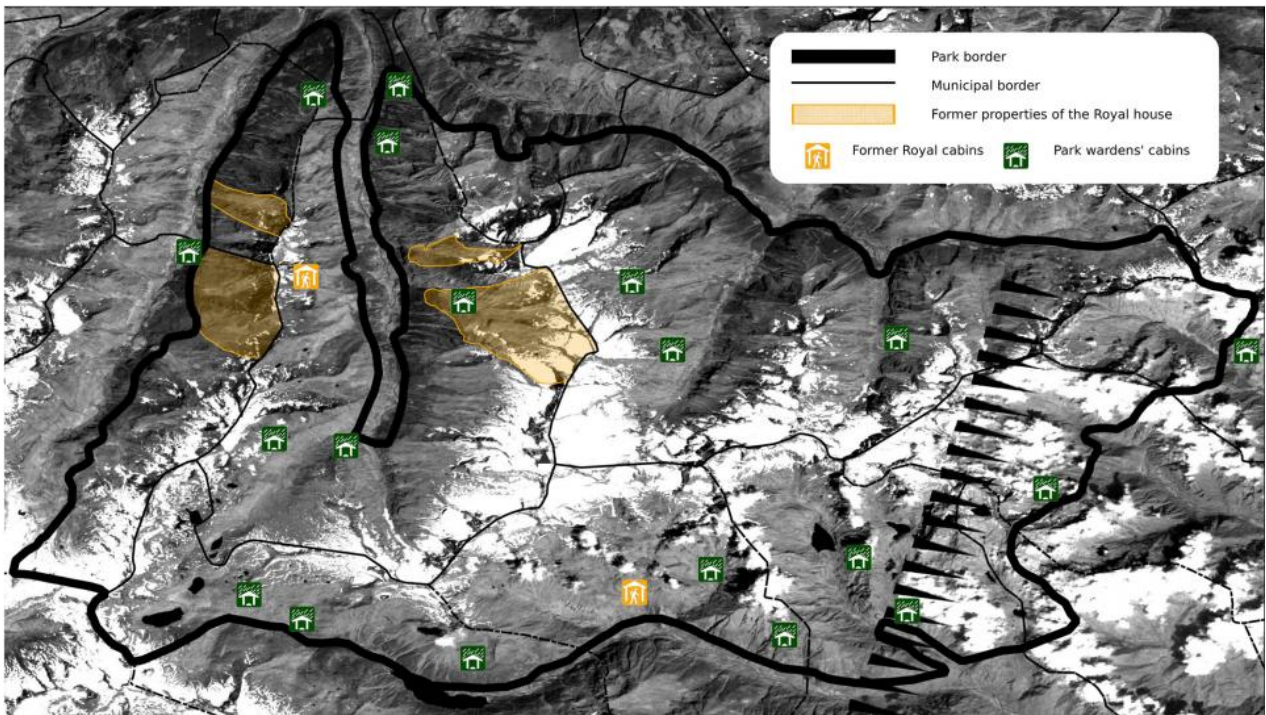 Park border
Municipal border
Former properties of the Royal house
Former Royal cabins Park wardens' cabins